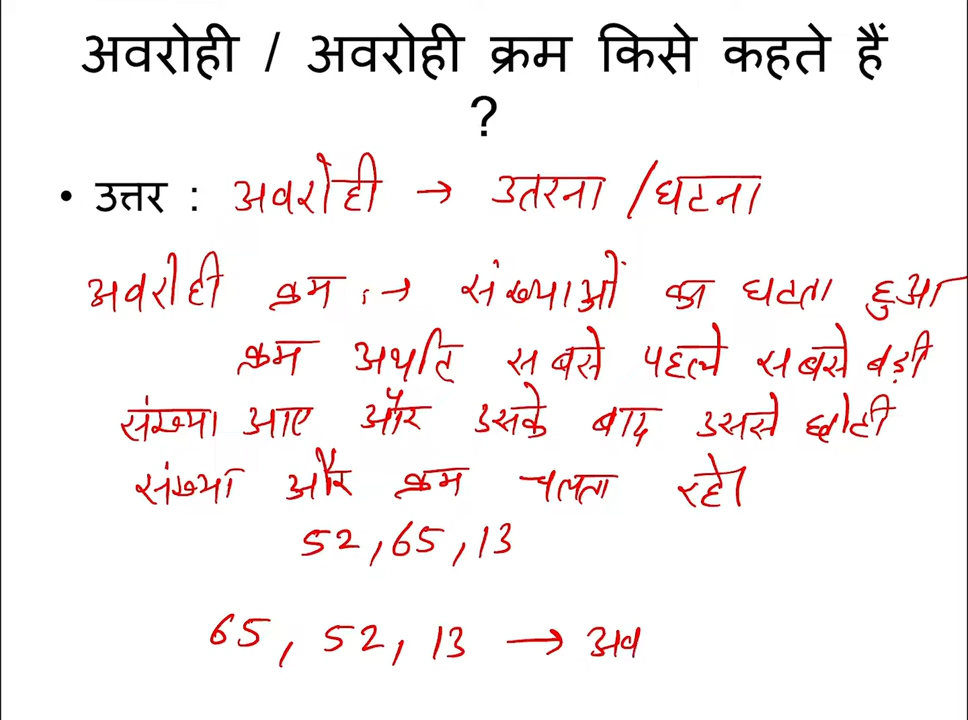 अवरोही / अवरोही क्रम किसे कहते हैं
?
• उत्तर : अवरोही → उतरना / घटना
अवरोही क्रम → संख्याओं का घटता हुआ
क्रम अर्थात सबसे पहले सबसे बड़ी
संख्या आए और उसके बाद उससे छोटी
संख्या और क्रम चलता रहे।
52, 65, 13
65, 52, 13 → अव